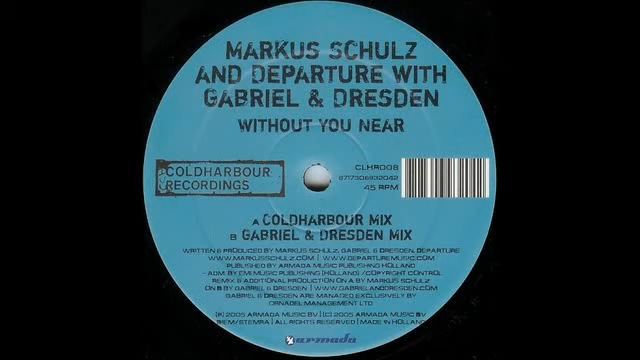 MARKUS SCHULZ
AND DEPARTURE WITH
GABRIEL & DRESDEN
WITHOUT YOU NEAR
COLDHARBOUR
RECORDINGS
CLHR008
8717306932042
45 RPM
A COLDHARBOUR MIX
B GABRIEL & DRESDEN MIX
WRITTEN & PRODUCED BY MARKUS SCHULZ, GABRIEL & DRESDEN, DEPARTURE
WWW.MARKUSSCHULZ.COM | WWW.DEPARTUREMUSIC.COM
PUBLISHED BY ARMADA MUSIC PUBLISHING HOLLAND
- ADM. BY EMI MUSIC PUBLISHING (HOLLAND) / COPYRIGHT CONTROL
REMIX & ADDITIONAL PRODUCTION ON A BY MARKUS SCHULZ
ON B BY GABRIEL & DRESDEN | WWW.GABRIELANDDRESDEN.COM
GABRIEL & DRESDEN ARE MANAGED EXCLUSIVELY BY
ORNADEL MANAGEMENT LTD
(P) 2005 ARMADA MUSIC BV | (C) 2005 ARMADA MUSIC BV
BIEM/STEMRA | ALL RIGHTS RESERVED | MADE IN HOLLAND
armada